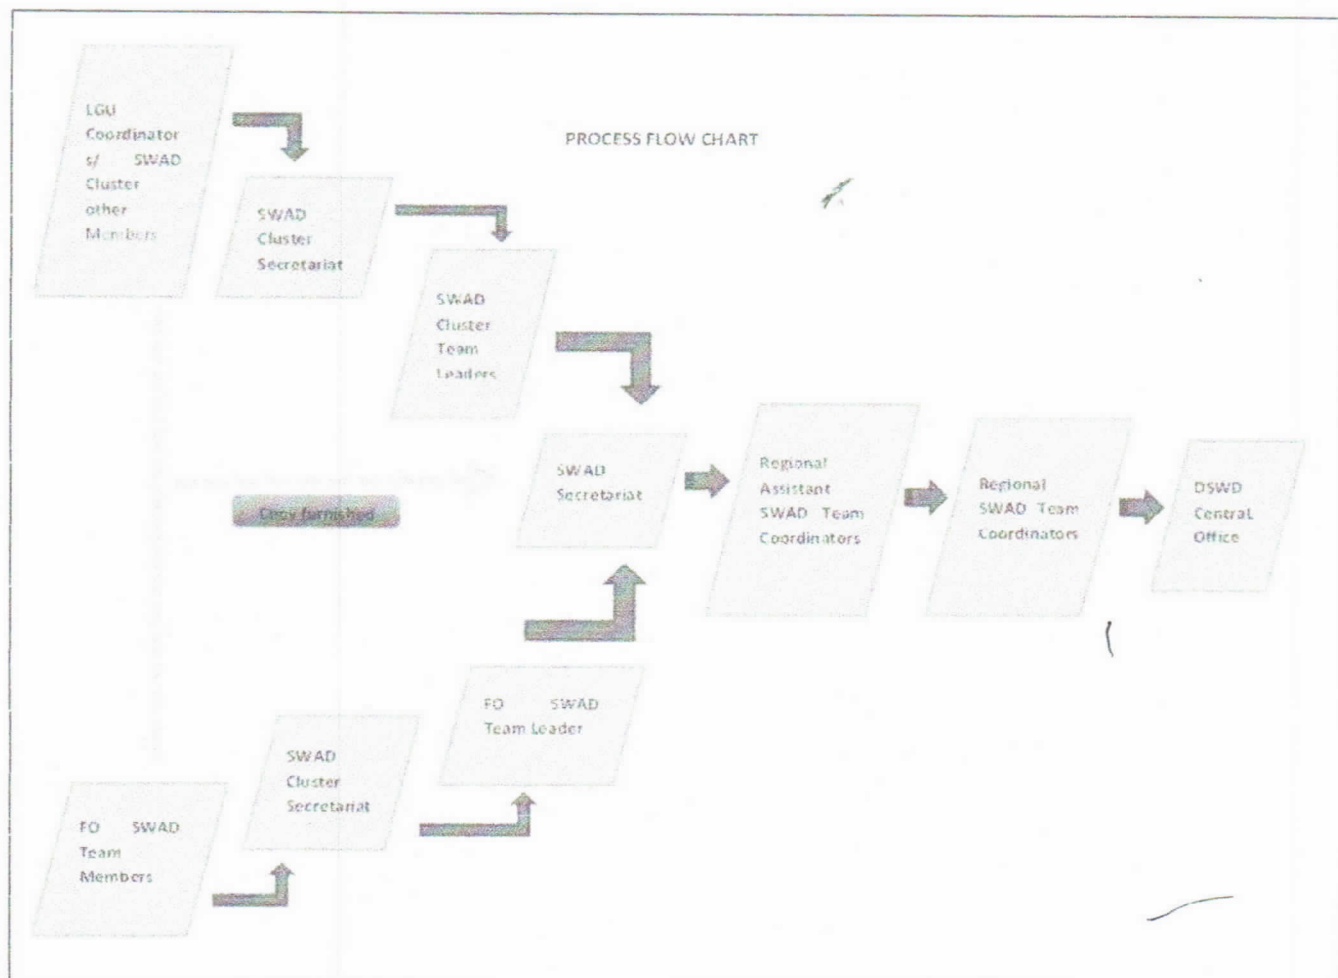 PROCESS FLOW CHART
LGU
Coordinator
s/ SWAD
Cluster
other
Members
SWAD
Cluster
Secretariat
SWAD
Cluster
Team
Leaders
SWAD
Secretariat
Regional
Assistant
SWAD Team
Coordinators
Regional
SWAD Team
Coordinators
DSWD
CentraL
Office
Copy furnished
FO SWAD
Team Leader
SWAD
Cluster
Secretariat
FO SWAD
Team
Members